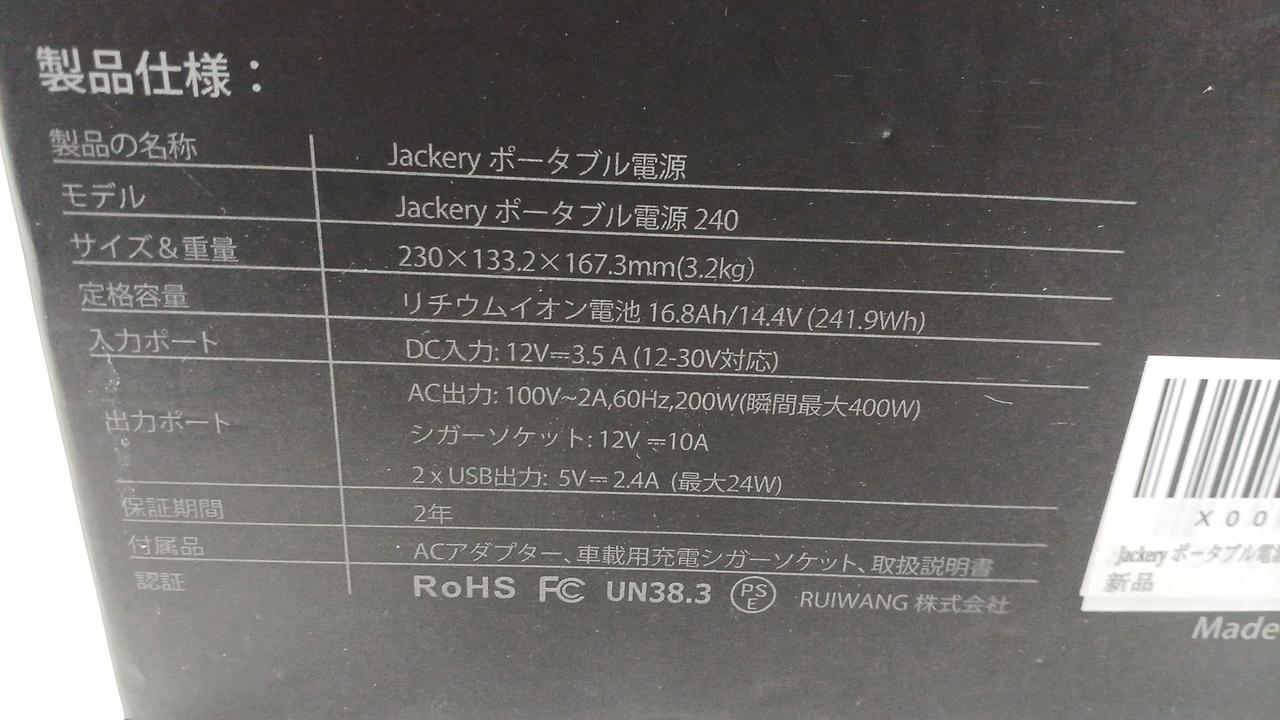 製品仕様：
製品の名称 Jackery ポータブル電源
モデル Jackery ポータブル電源 240
サイズ＆重量 230×133.2×167.3mm(3.2kg)
定格容量 リチウムイオン電池 16.8Ah/14.4V (241.9Wh)
入力ポート DC入力: 12V⎓3.5 A (12-30V対応)
出力ポート AC出力: 100V~2A,60Hz,200W(瞬間最大400W)
シガーソケット: 12V ⎓10A
2 x USB出力: 5V⎓ 2.4A (最大24W)
保証期間 2年
付属品 ACアダプター、車載用充電シガーソケット、取扱説明書
認証 RoHS FC UN38.3 PSE RUIWANG 株式会社
X00
Jackery ポータブル電
新品
Made